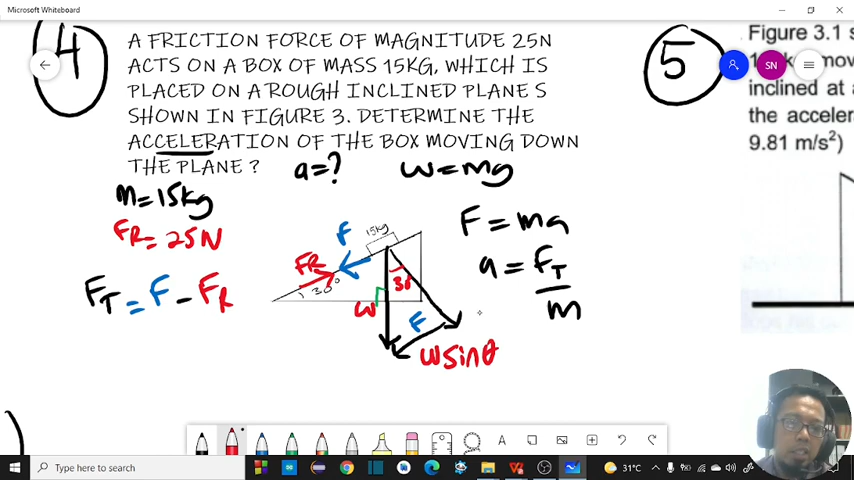 Microsoft Whiteboard
4
A FRICTION FORCE OF MAGNITUDE 25N
ACTS ON A BOX OF MASS 15KG, WHICH IS
PLACED ON A ROUGH INCLINED PLANE S
SHOWN IN FIGURE 3. DETERMINE THE
ACCELERATION OF THE BOX MOVING DOWN
THE PLANE ?
a=?
W=mg
m=15kg
FR=25N
FT=F-FR
F=ma
a=FT
m
15kg
F
FR
30°
30
W
F
WSinθ
5
SN
Figure 3.1 s
mov
inclined at a
the acceler
9.81 m/s²)
Type here to search
31°C